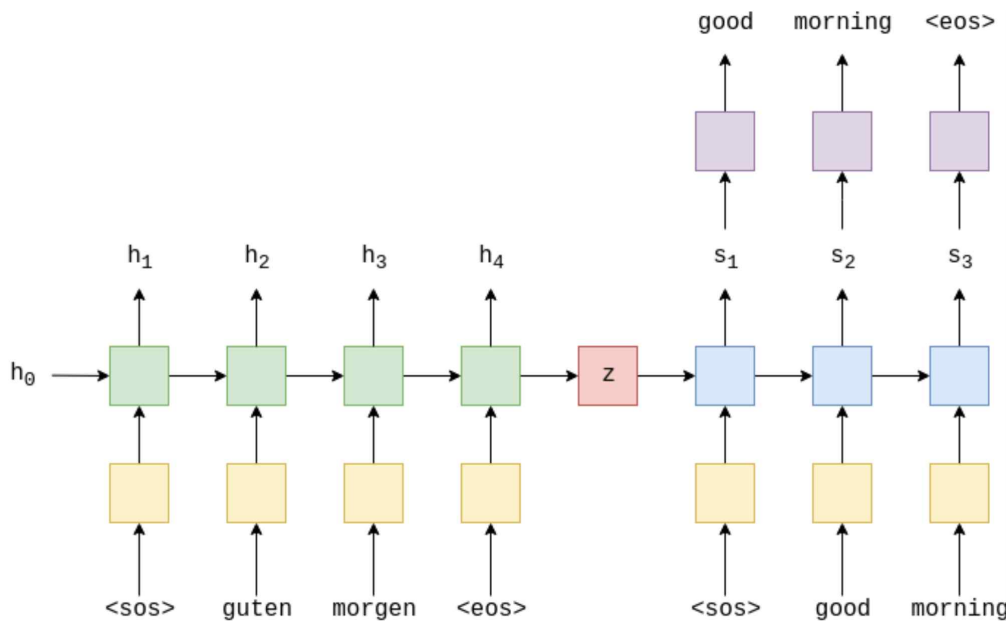 good morning <eos>
h₁ h₂ h₃ h₄ s₁ s₂ s₃
h₀ z
<sos> guten morgen <eos> <sos> good morning